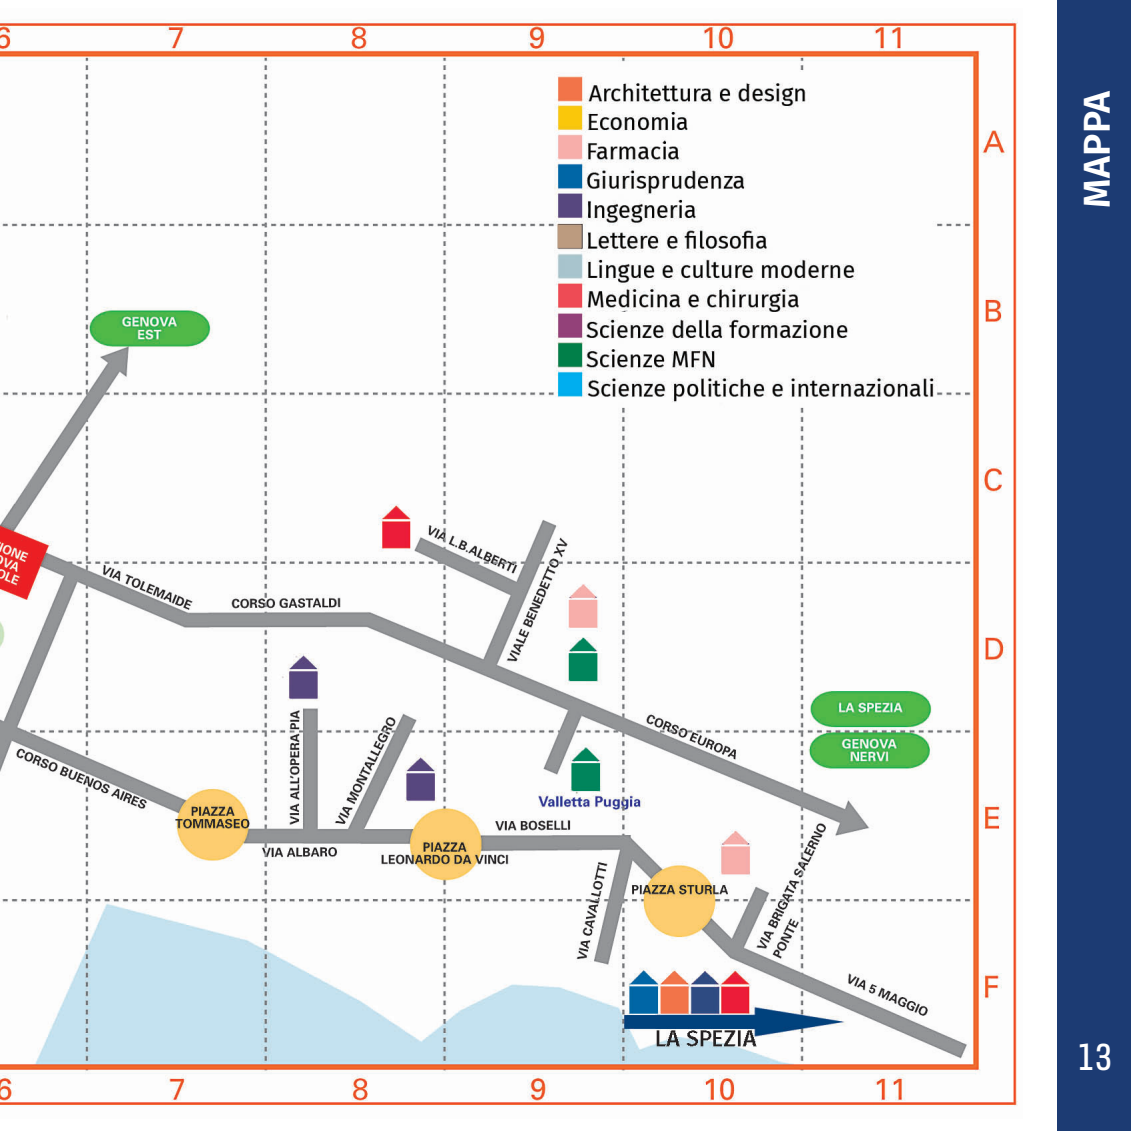 6
7
8
9
10
11
MAPPA
Architettura e design
Economia
Farmacia
Giurisprudenza
Ingegneria
Lettere e filosofia
Lingue e culture moderne
Medicina e chirurgia
Scienze della formazione
Scienze MFN
Scienze politiche e internazionali
A
B
C
D
E
F
GENOVA
EST
VIA L.B.ALBERTI
VIALE BENEDETTO XV
VIA TOLEMAIDE
CORSO GASTALDI
LA SPEZIA
GENOVA
NERVI
CORSO EUROPA
VIA ALL'OPERA PIA
VIA MONTALLEGRO
CORSO BUENOS AIRES
Valletta Puggia
PIAZZA
TOMMASEO
VIA ALBARO
PIAZZA
LEONARDO DA VINCI
VIA BOSELLI
VIA CAVALLOTTI
PIAZZA STURLA
VIA BRIGATA SALERNO
PONTE
VIA 5 MAGGIO
LA SPEZIA
6
7
8
9
10
11
13